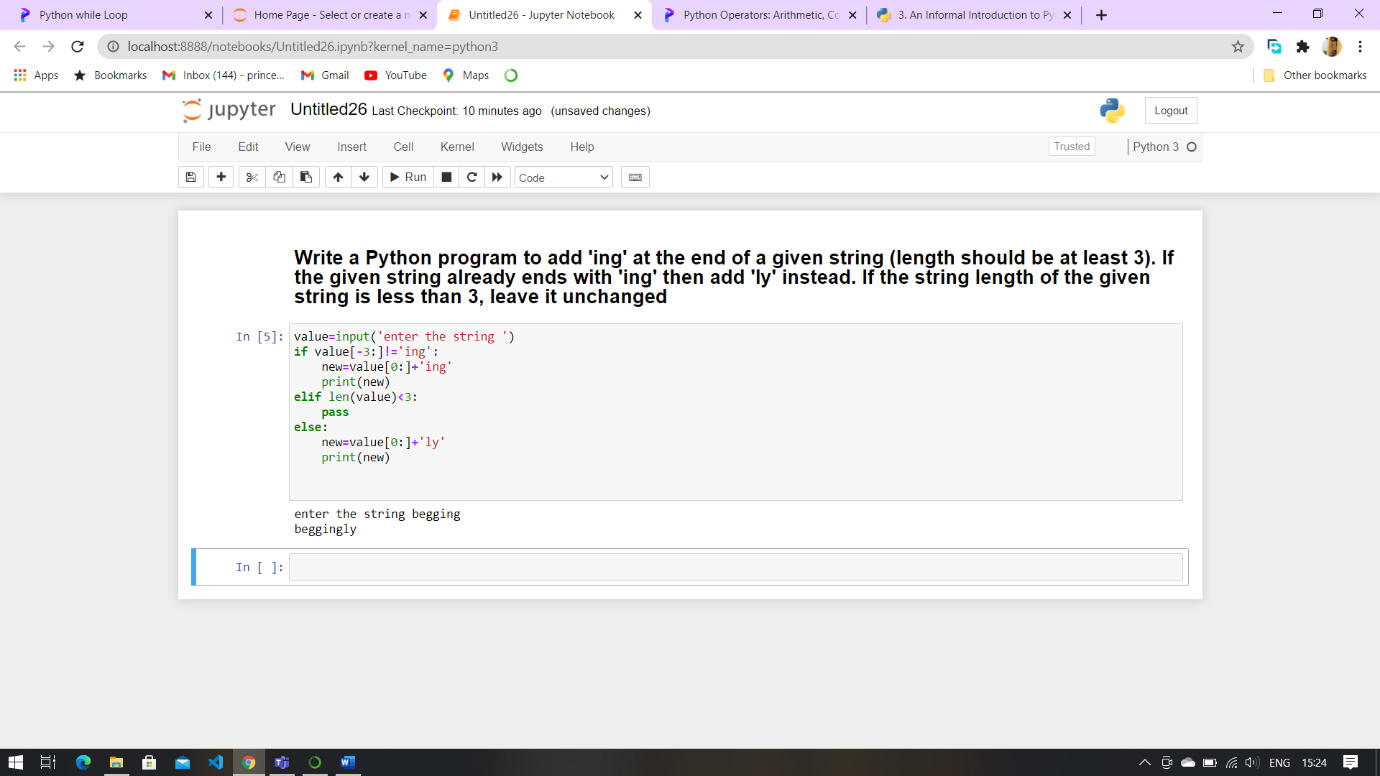 Python while Loop
Home Page - Select or create a n
Untitled26 - Jupyter Notebook
Python Operators: Arithmetic, Co
3. An Informal Introduction to Py
localhost:8888/notebooks/Untitled26.ipynb?kernel_name=python3
Apps Bookmarks Inbox (144) - prince... Gmail YouTube Maps Other bookmarks
jupyter Untitled26 Last Checkpoint: 10 minutes ago (unsaved changes) Logout
File Edit View Insert Cell Kernel Widgets Help Trusted Python 3
Run Code
Write a Python program to add 'ing' at the end of a given string (length should be at least 3). If
the given string already ends with 'ing' then add 'ly' instead. If the string length of the given
string is less than 3, leave it unchanged
In [5]: value=input('enter the string ')
if value[-3:]!='ing':
    new=value[0:]+'ing'
    print(new)
elif len(value)<3:
    pass
else:
    new=value[0:]+'ly'
    print(new)
enter the string begging
beggingly
In [ ]:
ENG 15:24